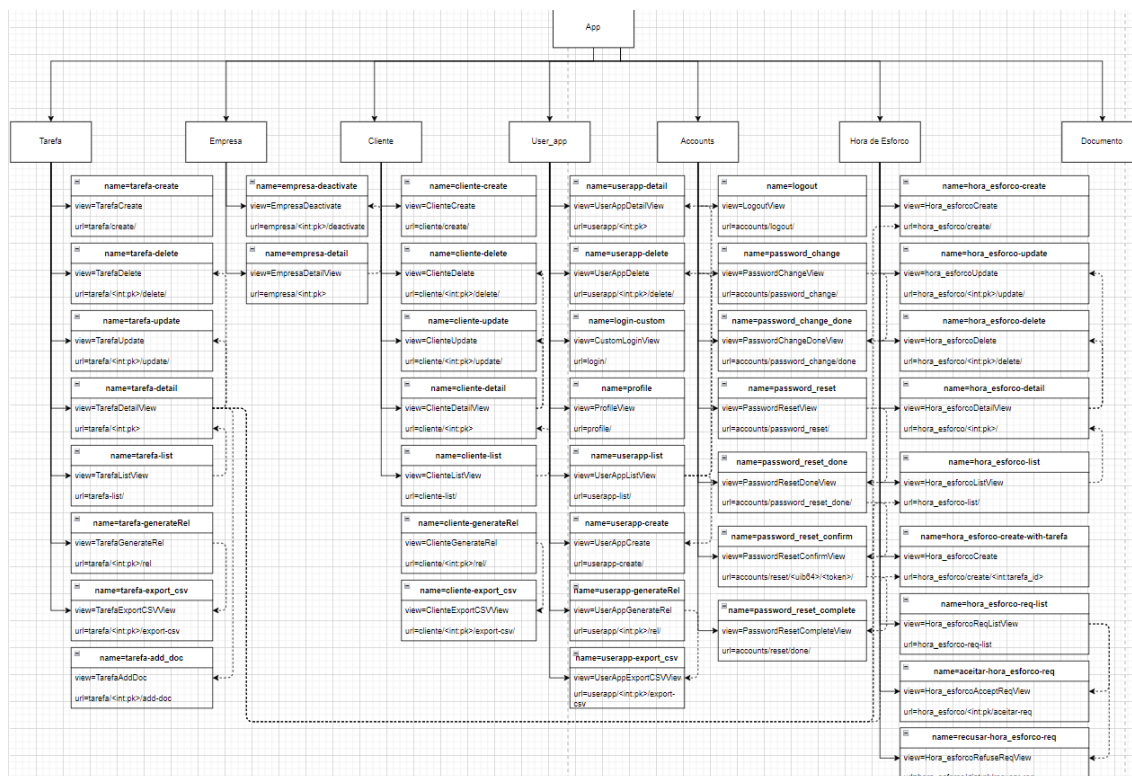 App
Tarefa
Empresa
Cliente
User_app
Accounts
Hora de Esforco
Documento
name=tarefa-create
view=TarefaCreate
url=tarefa/create/
name=tarefa-delete
view=TarefaDelete
url=tarefa/<int:pk>/delete/
name=tarefa-update
view=TarefaUpdate
url=tarefa/<int:pk>/update/
name=tarefa-detail
view=TarefaDetailView
url=tarefa/<int:pk>
name=tarefa-list
view=TarefaListView
url=tarefa-list/
name=tarefa-generateRel
view=TarefaGenerateRel
url=tarefa/<int:pk>/rel
name=tarefa-export_csv
view=TarefaExportCSVView
url=tarefa/<int:pk>/export-csv
name=tarefa-add_doc
view=TarefaAddDoc
url=tarefa/<int:pk>/add-doc
name=empresa-deactivate
view=EmpresaDeactivate
url=empresa/<int:pk>/deactivate
name=empresa-detail
view=EmpresaDetailView
url=empresa/<int:pk>
name=cliente-create
view=ClienteCreate
url=cliente/create/
name=cliente-delete
view=ClienteDelete
url=cliente/<int:pk>/delete/
name=cliente-update
view=ClienteUpdate
url=cliente/<int:pk>/update/
name=cliente-detail
view=ClienteDetailView
url=cliente/<int:pk>
name=cliente-list
view=ClienteListView
url=cliente-list/
name=cliente-generateRel
view=ClienteGenerateRel
url=cliente/<int:pk>/rel/
name=cliente-export_csv
view=ClienteExportCSVView
url=cliente/<int:pk>/export-csv/
name=userapp-detail
view=UserAppDetailView
url=userapp/<int:pk>
name=userapp-delete
view=UserAppDelete
url=userapp/<int:pk>/delete/
name=login-custom
view=CustomLoginView
url=login/
name=profile
view=ProfileView
url=profile/
name=userapp-list
view=UserAppListView
url=userapp-list/
name=userapp-create
view=UserAppCreate
url=userapp-create/
name=userapp-generateRel
view=UserAppGenerateRel
url=userapp/<int:pk>/rel/
name=userapp-export_csv
view=UserAppExportCSVView
url=userapp/<int:pk>/export-
csv
name=logout
view=LogoutView
url=accounts/logout/
name=password_change
view=PasswordChangeView
url=accounts/password_change/
name=password_change_done
view=PasswordChangeDoneView
url=accounts/password_change/done
name=password_reset
view=PasswordResetView
url=accounts/password_reset/
name=password_reset_done
view=PasswordResetDoneView
url=accounts/password_reset_done/
name=password_reset_confirm
view=PasswordResetConfirmView
url=accounts/reset/<uib64>/<token>/
name=password_reset_complete
view=PasswordResetCompleteView
url=accounts/reset/done/
name=hora_esforco-create
view=Hora_esforcoCreate
url=hora_esforco/create/
name=hora_esforco-update
view=hora_esforcoUpdate
url=hora_esforco/<int:pk>/update/
name=hora_esforco-delete
view=Hora_esforcoDelete
url=hora_esforco/<int:pk>/delete/
name=hora_esforco-detail
view=Hora_esforcoDetailView
url=hora_esforco/<int:pk>/
name=hora_esforco-list
view=Hora_esforcoListView
url=hora_esforco-list/
name=hora_esforco-create-with-tarefa
view=Hora_esforcoCreate
url=hora_esforco/create/<int:tarefa_id>
name=hora_esforco-req-list
view=Hora_esforcoReqListView
url=hora_esforco-req-list
name=aceitar-hora_esforco-req
view=Hora_esforcoAcceptReqView
url=hora_esforco/<int:pk/aceitar-req
name=recusar-hora_esforco-req
view=Hora_esforcoRefuseReqView